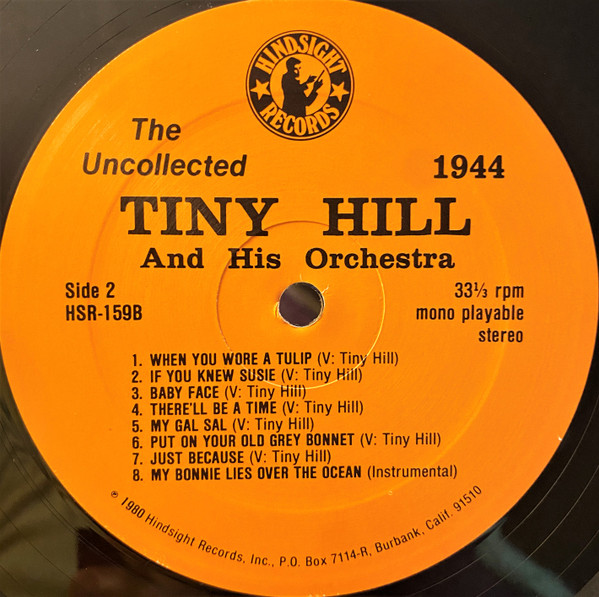 HINDSIGHT
RECORDS
The
Uncollected
1944
TINY HILL
And His Orchestra
Side 2
HSR-159B
33⅓ rpm
mono playable
stereo
1. WHEN YOU WORE A TULIP (V: Tiny Hill)
2. IF YOU KNEW SUSIE (V: Tiny Hill)
3. BABY FACE (V: Tiny Hill)
4. THERE'LL BE A TIME (V: Tiny Hill)
5. MY GAL SAL (V: Tiny Hill)
6. PUT ON YOUR OLD GREY BONNET (V: Tiny Hill)
7. JUST BECAUSE (V: Tiny Hill)
8. MY BONNIE LIES OVER THE OCEAN (Instrumental)
℗ 1980 Hindsight Records, Inc., P.O. Box 7114-R, Burbank, Calif. 91510